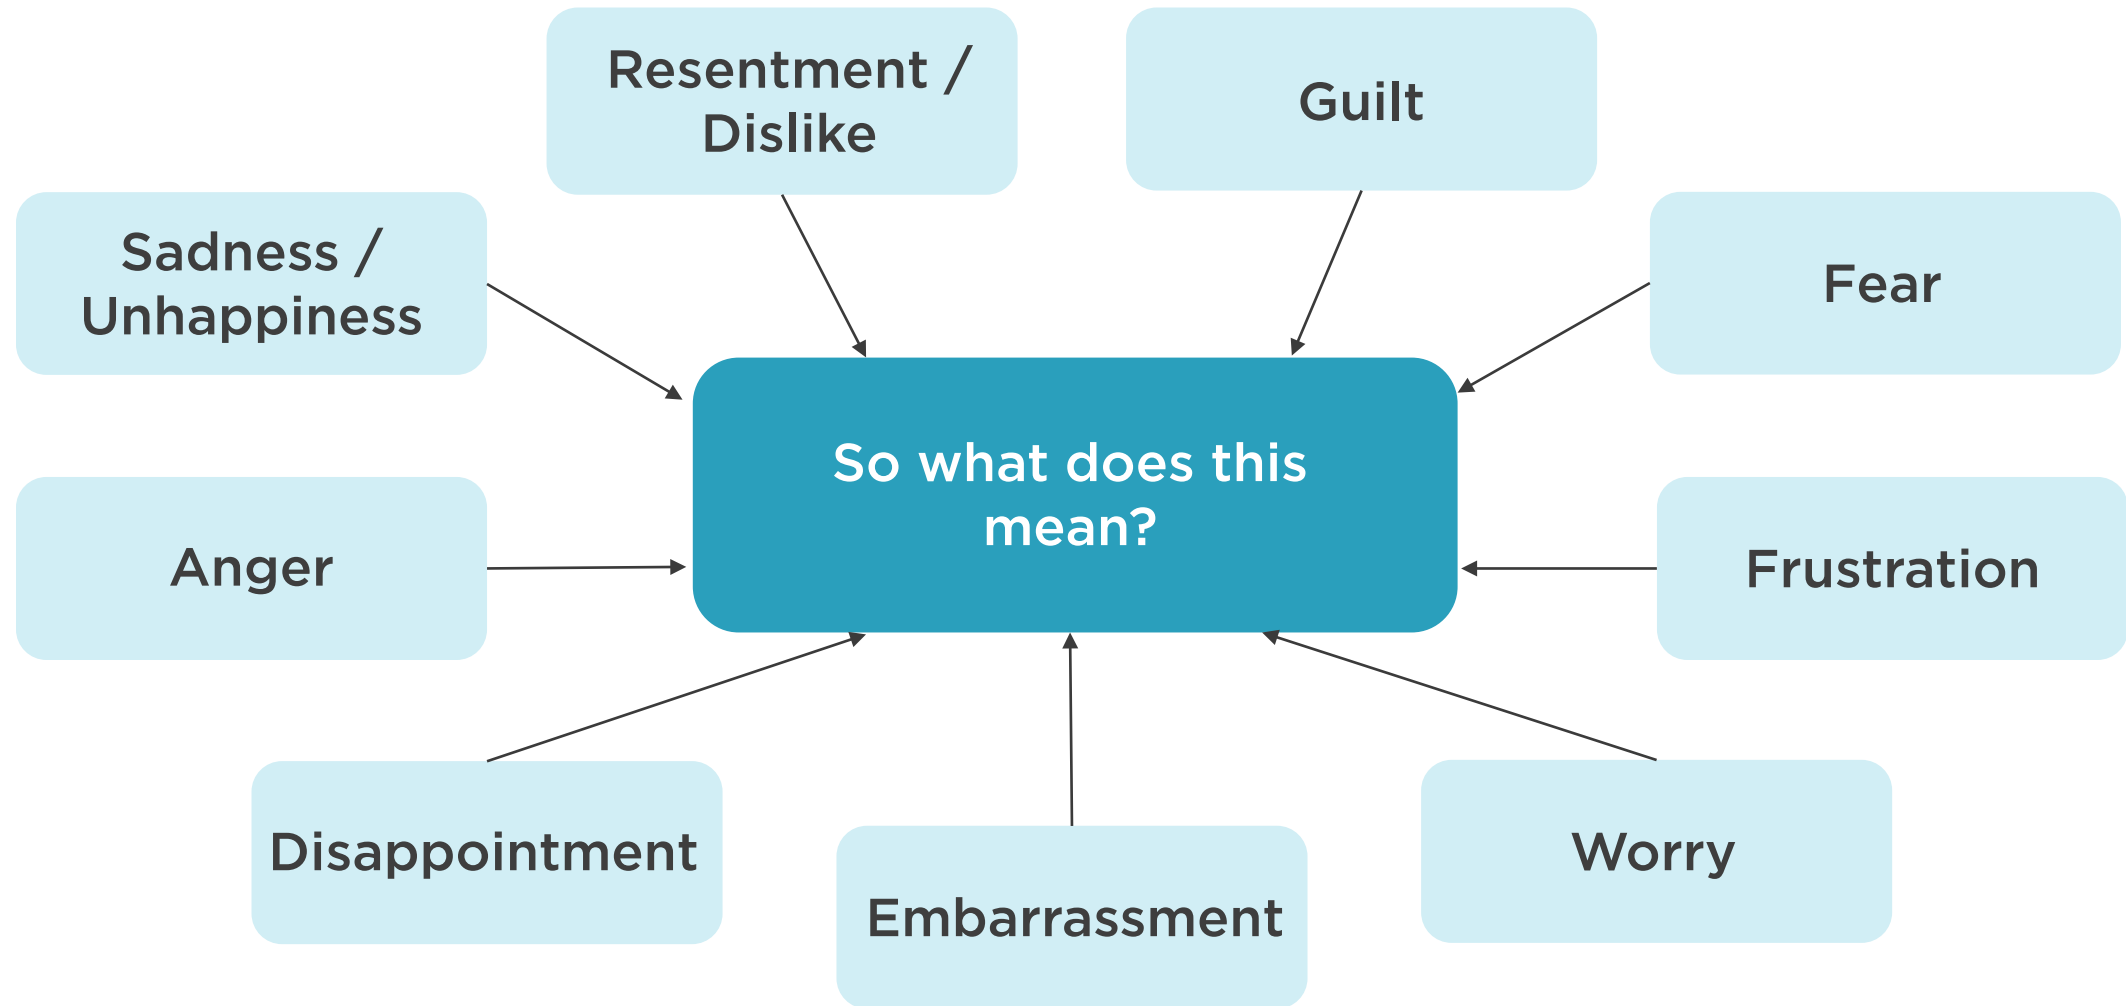 Resentment /
Dislike
Guilt
Sadness /
Unhappiness
Fear
So what does this
mean?
Anger
Frustration
Disappointment
Worry
Embarrassment